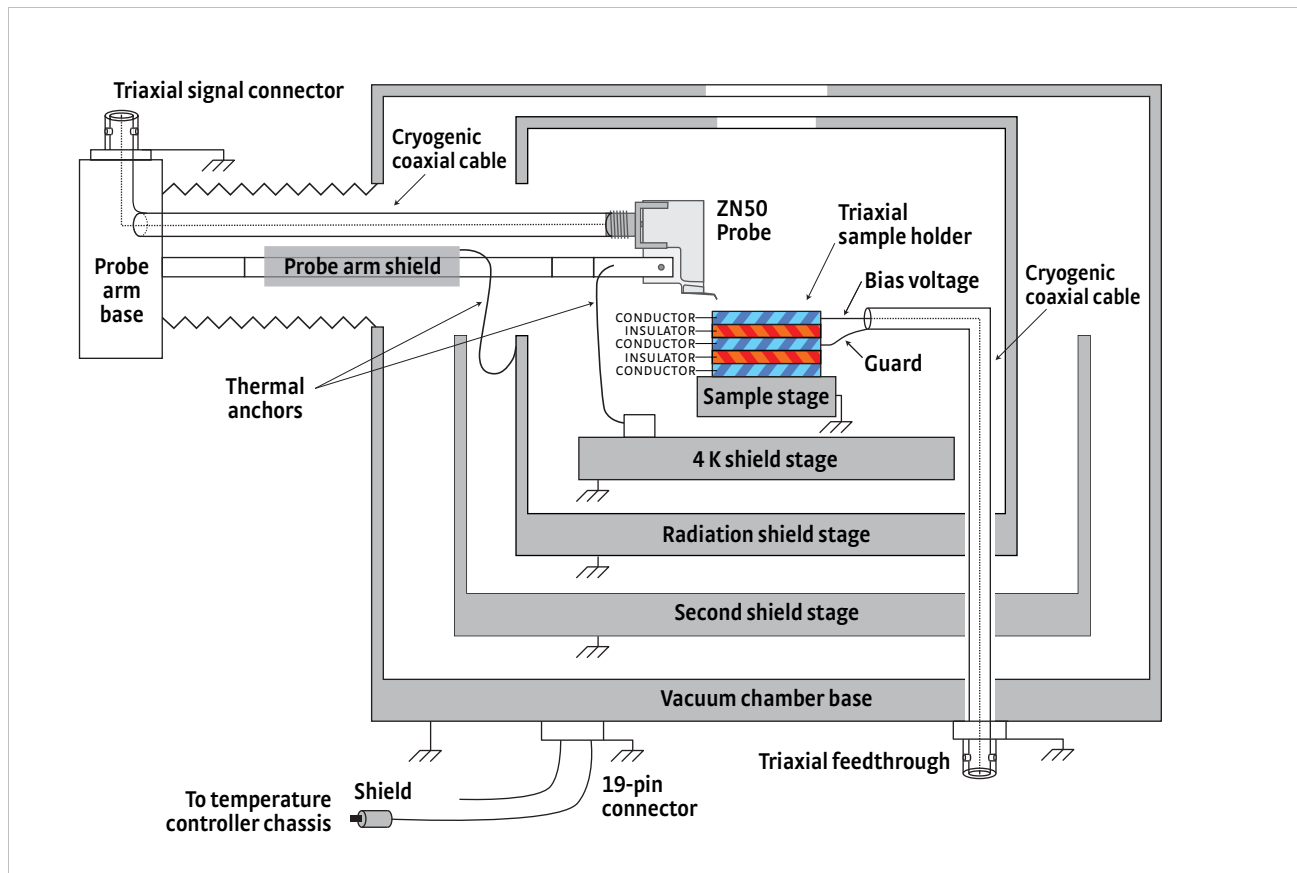 Triaxial signal connector
Cryogenic
coaxial cable
ZN50
Probe
Triaxial
sample holder
Bias voltage
Cryogenic
coaxial cable
Probe
arm
base
Probe arm shield
CONDUCTOR
INSULATOR
CONDUCTOR
INSULATOR
CONDUCTOR
Guard
Thermal
anchors
Sample stage
4 K shield stage
Radiation shield stage
Second shield stage
Vacuum chamber base
Triaxial feedthrough
19-pin
connector
Shield
To temperature
controller chassis